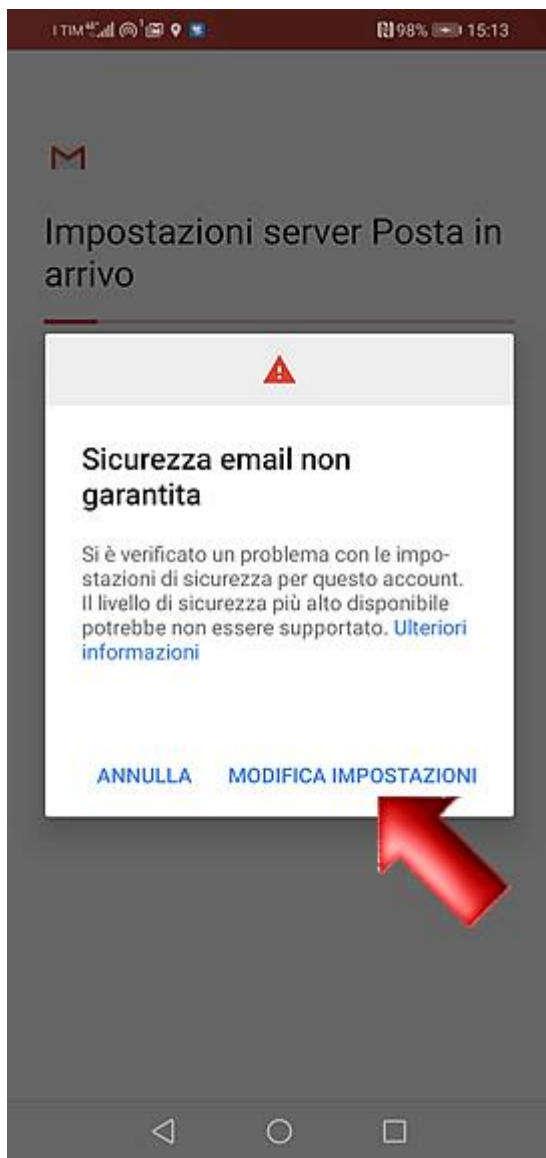 I TIM 98% 15:13
Impostazioni server Posta in
arrivo
Sicurezza email non
garantita
Si è verificato un problema con le impo-
stazioni di sicurezza per questo account.
Il livello di sicurezza più alto disponibile
potrebbe non essere supportato. Ulteriori
informazioni
ANNULLA MODIFICA IMPOSTAZIONI